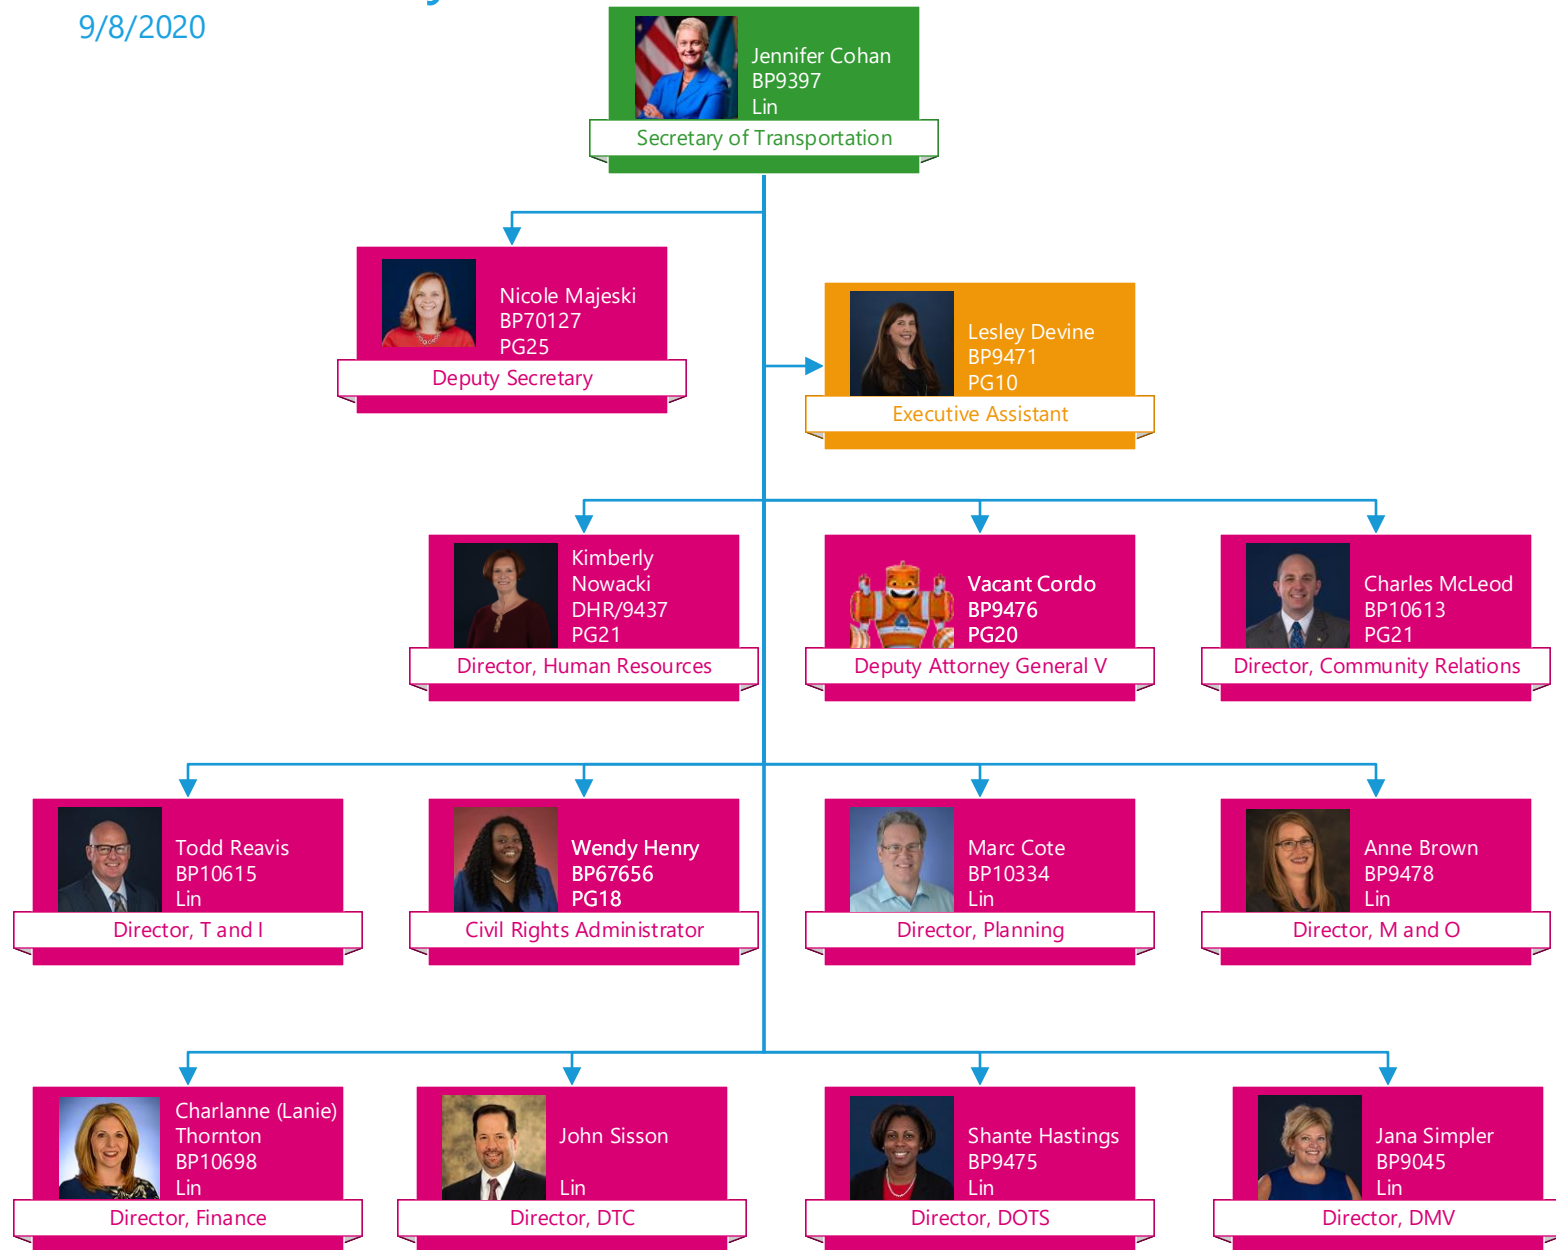 9/8/2020
Jennifer Cohan
BP9397
Lin
Secretary of Transportation
Nicole Majeski
BP70127
PG25
Deputy Secretary
Lesley Devine
BP9471
PG10
Executive Assistant
Kimberly
Nowacki
DHR/9437
PG21
Director, Human Resources
Vacant Cordo
BP9476
PG20
Deputy Attorney General V
Charles McLeod
BP10613
PG21
Director, Community Relations
Todd Reavis
BP10615
Lin
Director, T and I
Wendy Henry
BP67656
PG18
Civil Rights Administrator
Marc Cote
BP10334
Lin
Director, Planning
Anne Brown
BP9478
Lin
Director, M and O
Charlanne (Lanie)
Thornton
BP10698
Lin
Director, Finance
John Sisson
Lin
Director, DTC
Shante Hastings
BP9475
Lin
Director, DOTS
Jana Simpler
BP9045
Lin
Director, DMV